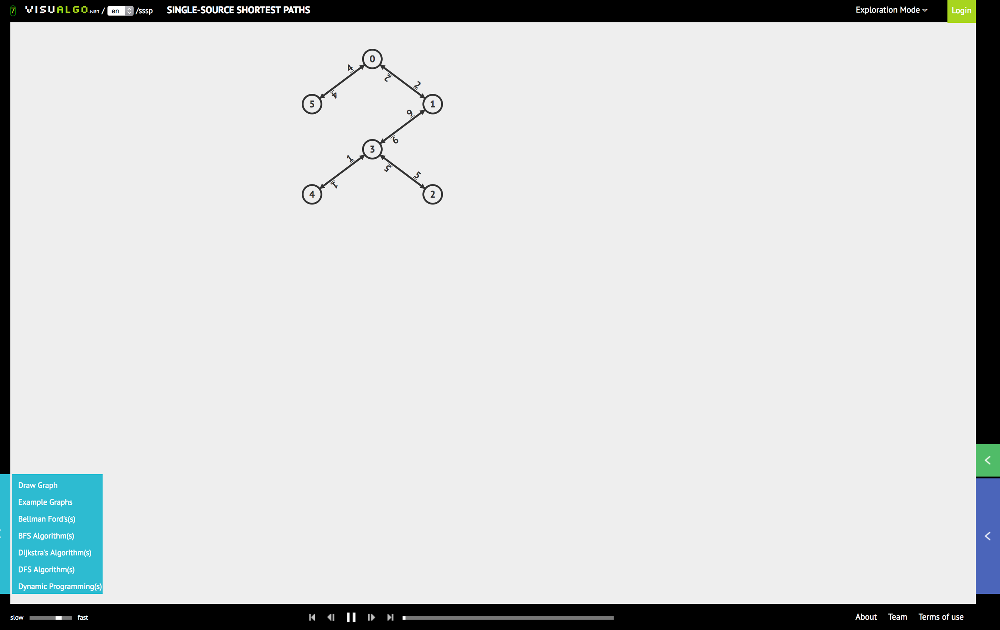 7 VISUALGO.NET / en /sssp SINGLE-SOURCE SHORTEST PATHS Exploration Mode Login
0
4
2
2
4
5
1
9
9
3
1
5
5
1
4
2
Draw Graph
Example Graphs
Bellman Ford's(s)
BFS Algorithm(s)
Dijkstra's Algorithm(s)
DFS Algorithm(s)
Dynamic Programming(s)
slow fast About Team Terms of use